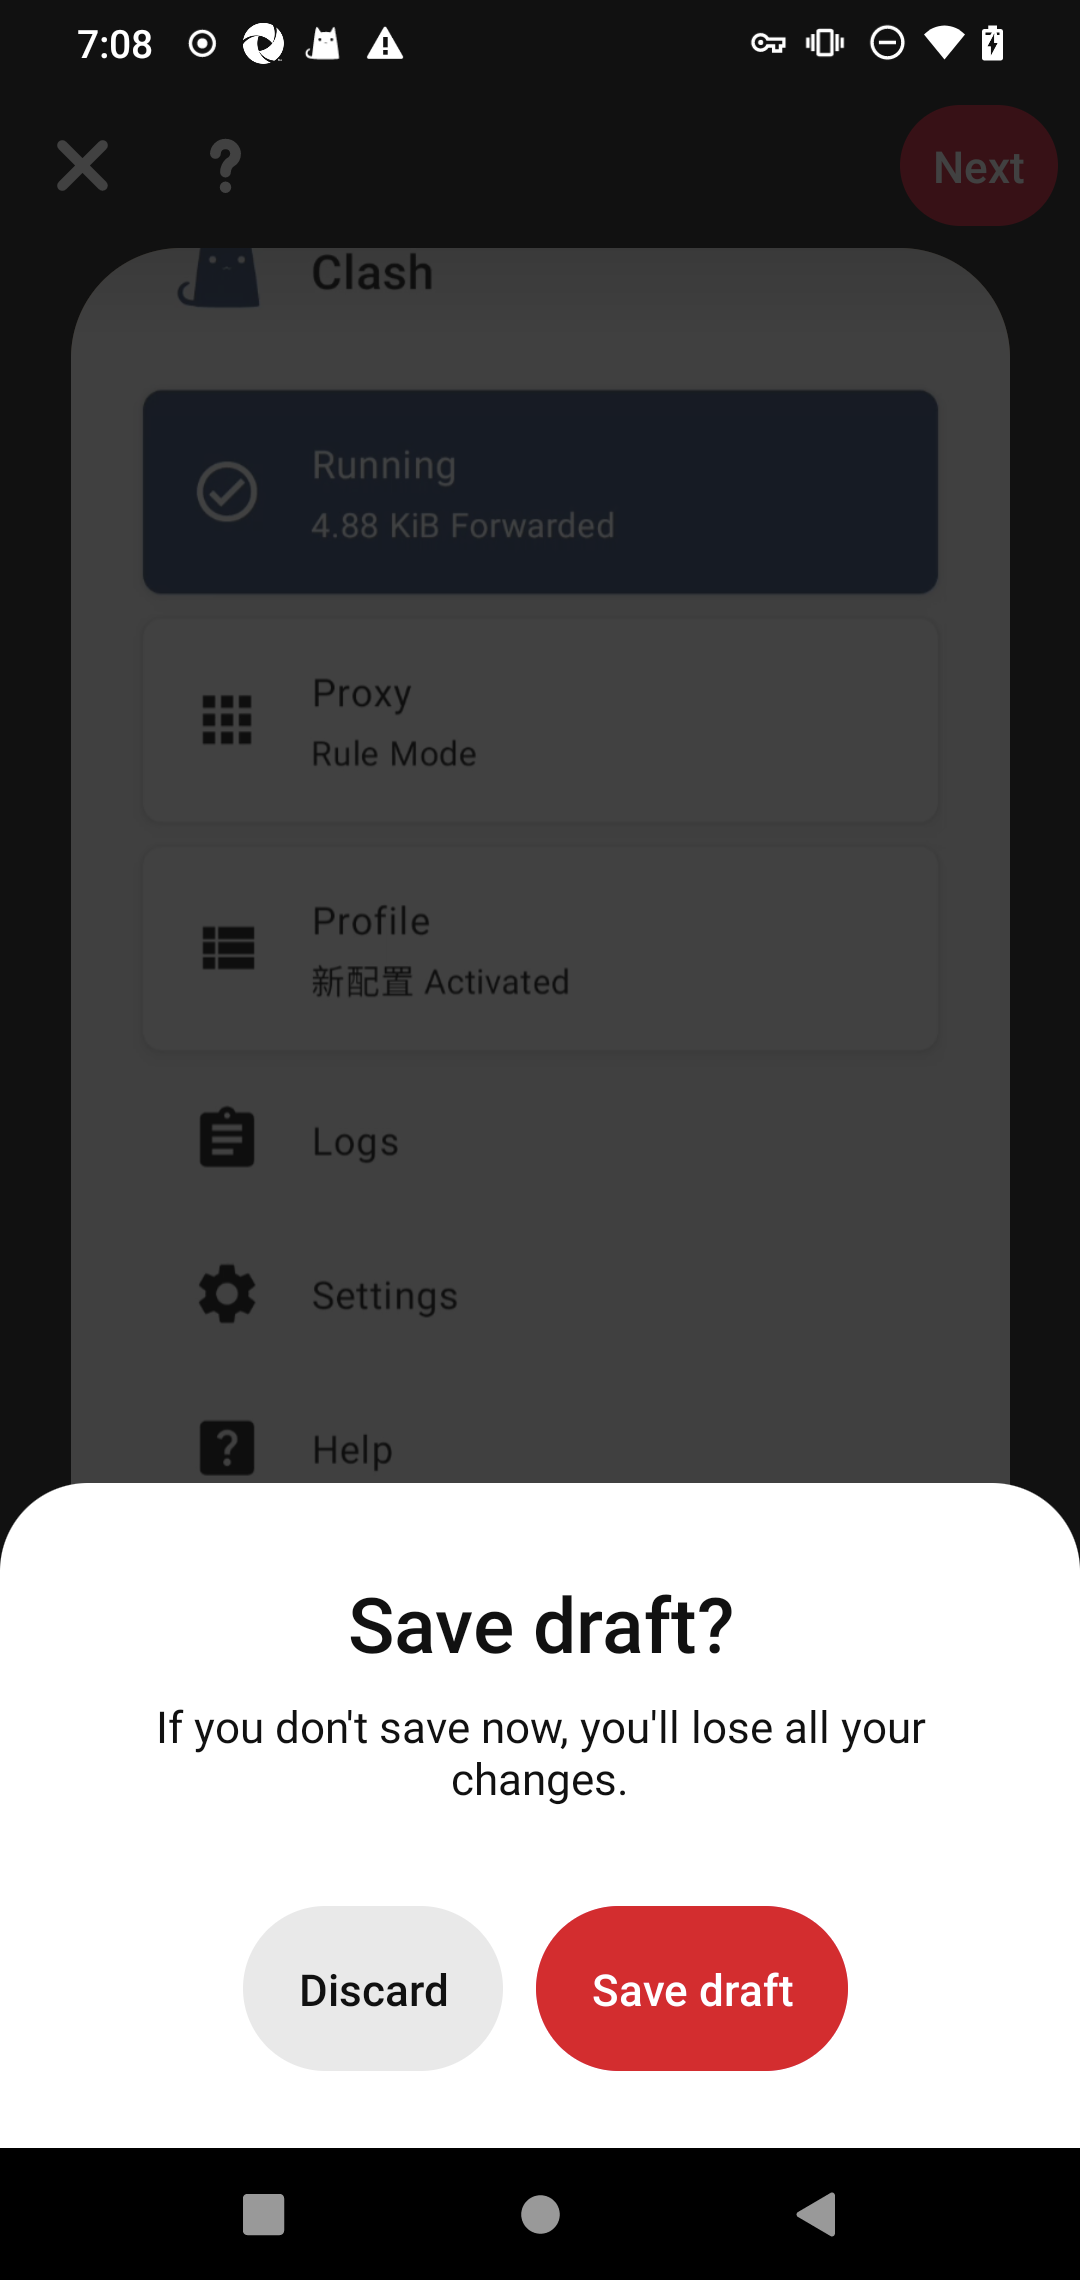 7:08
Next
Clash
Running
4.88 KiB Forwarded
Proxy
Rule Mode
Profile
新配置 Activated
Logs
Settings
Help
Save draft?
If you don't save now, you'll lose all your
changes.
Discard
Save draft